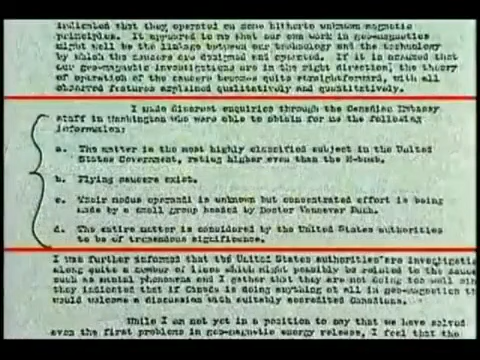 indicated that they operated on some hitherto unknown magnetic
principles. It appeared to me that our own work in geo-magnetics
might well be the linkage between our technology and the technology
by which the saucers are designed and operated. If it is assumed that
our geo-magnetic investigations are in the right direction, the theory
of operation of the saucers becomes quite straightforward, with all
observed features explained qualitatively and quantitatively.
I made discreet enquiries through the Canadian Embassy
staff in Washington who were able to obtain for me the following
information:
a. The matter is the most highly classified subject in the United
States Government, rating higher even than the H-bomb.
b. Flying saucers exist.
c. Their modus operandi is unknown but concentrated effort is being
made by a small group headed by Doctor Vannevar Bush.
d. The entire matter is considered by the United States authorities
to be of tremendous significance.
I was further informed that the United States authorities are investigatin
along quite a number of lines which might possibly be related to the sauce
such as mental phenomena and I gather that they are not doing too well sinc
they indicated that if Canada is doing anything at all in geo-magnetics th
would welcome a discussion with suitably accredited Canadians.
While I am not yet in a position to say that we have solved
even the first problems in geo-magnetic energy release, I feel that the